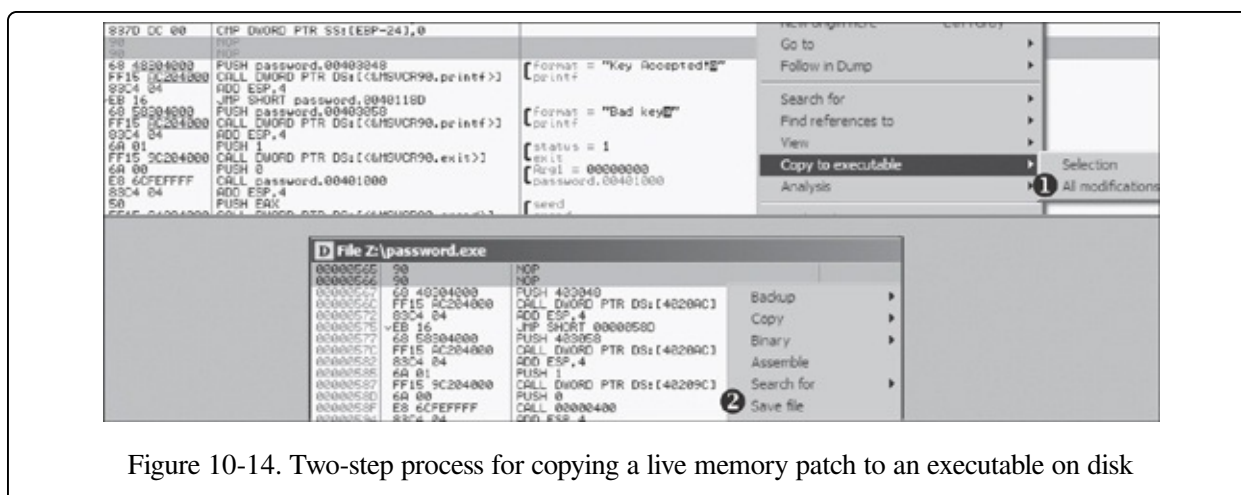 837D DC 00 CMP DWORD PTR SS:[EBP-24],0
90 NOP
90 NOP
68 48304000 PUSH password.00403048
FF15 AC204000 CALL DWORD PTR DS:[<&MSVCR90.printf>]
83C4 04 ADD ESP,4
EB 16 JMP SHORT password.0040118D
68 58304000 PUSH password.00403058
FF15 AC204000 CALL DWORD PTR DS:[<&MSVCR90.printf>]
83C4 04 ADD ESP,4
6A 01 PUSH 1
FF15 9C204000 CALL DWORD PTR DS:[<&MSVCR90.exit>]
6A 00 PUSH 0
E8 6CFEFFFF CALL password.00401000
83C4 04 ADD ESP,4
50 PUSH EAX
format = "Key Accepted!
printf
format = "Bad key
printf
status = 1
exit
Arg1 = 00000000
password.00401000
seed
Go to
Follow in Dump
Search for
Find references to
View
Copy to executable
Analysis
Selection
1 All modifications
D File Z:\password.exe
00000565 90 NOP
00000566 90 NOP
00000567 68 48304000 PUSH 403048
0000056C FF15 AC204000 CALL DWORD PTR DS:[4020AC]
00000572 83C4 04 ADD ESP,4
00000575 EB 16 JMP SHORT 0000058D
00000577 68 58304000 PUSH 403058
0000057C FF15 AC204000 CALL DWORD PTR DS:[4020AC]
00000582 83C4 04 ADD ESP,4
00000585 6A 01 PUSH 1
00000587 FF15 9C204000 CALL DWORD PTR DS:[40209C]
0000058D 6A 00 PUSH 0
0000058F E8 6CFEFFFF CALL 00000400
00000594 83C4 04 ADD ESP,4
Backup
Copy
Binary
Assemble
Search for
2 Save file
Figure 10-14. Two-step process for copying a live memory patch to an executable on disk